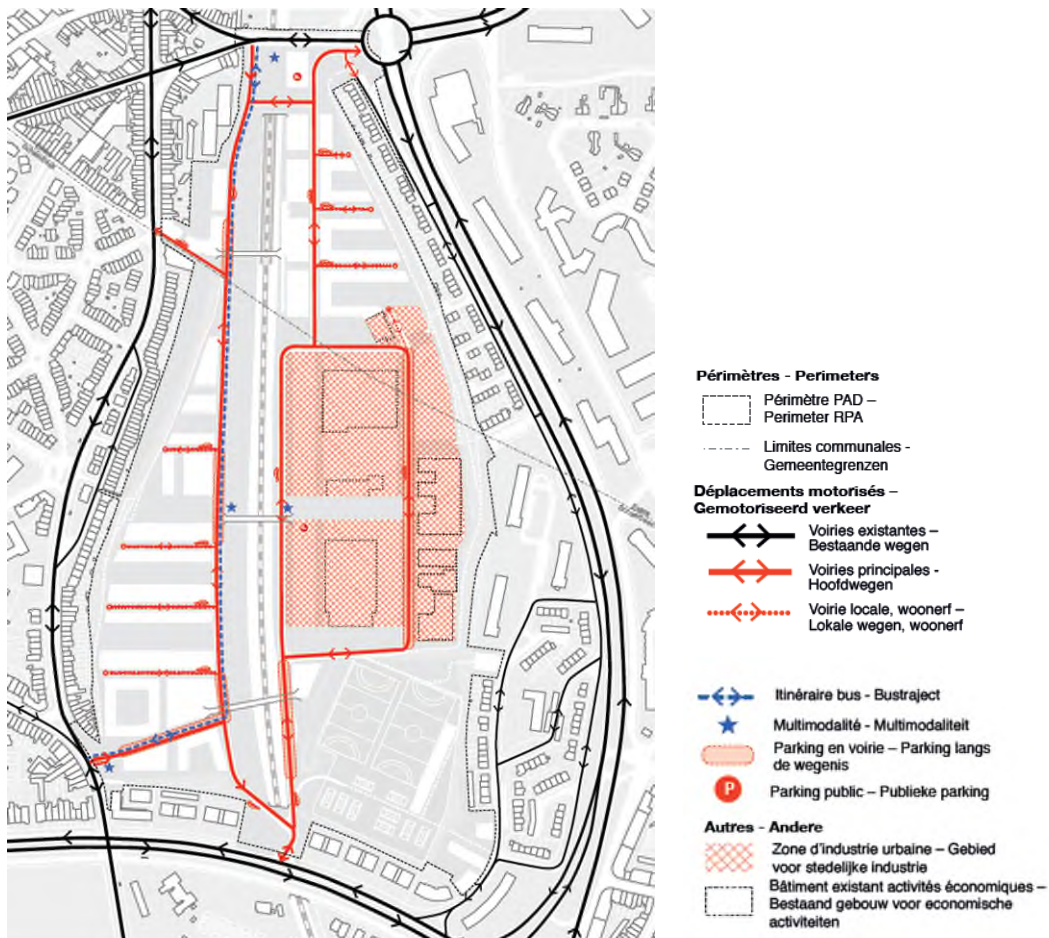 Périmètres - Perimeters
Périmètre PAD –
Perimeter RPA
Limites communales -
Gemeentegrenzen
Déplacements motorisés –
Gemotoriseerd verkeer
Voiries existantes –
Bestaande wegen
Voiries principales -
Hoofdwegen
Voirie locale, woonerf –
Lokale wegen, woonerf
Itinéraire bus - Bustraject
Multimodalité - Multimodaliteit
Parking en voirie – Parking langs
de wegenis
P
Parking public – Publieke parking
Autres - Andere
Zone d'industrie urbaine – Gebied
voor stedelijke industrie
Bâtiment existant activités économiques –
Bestaand gebouw voor economische
activiteiten